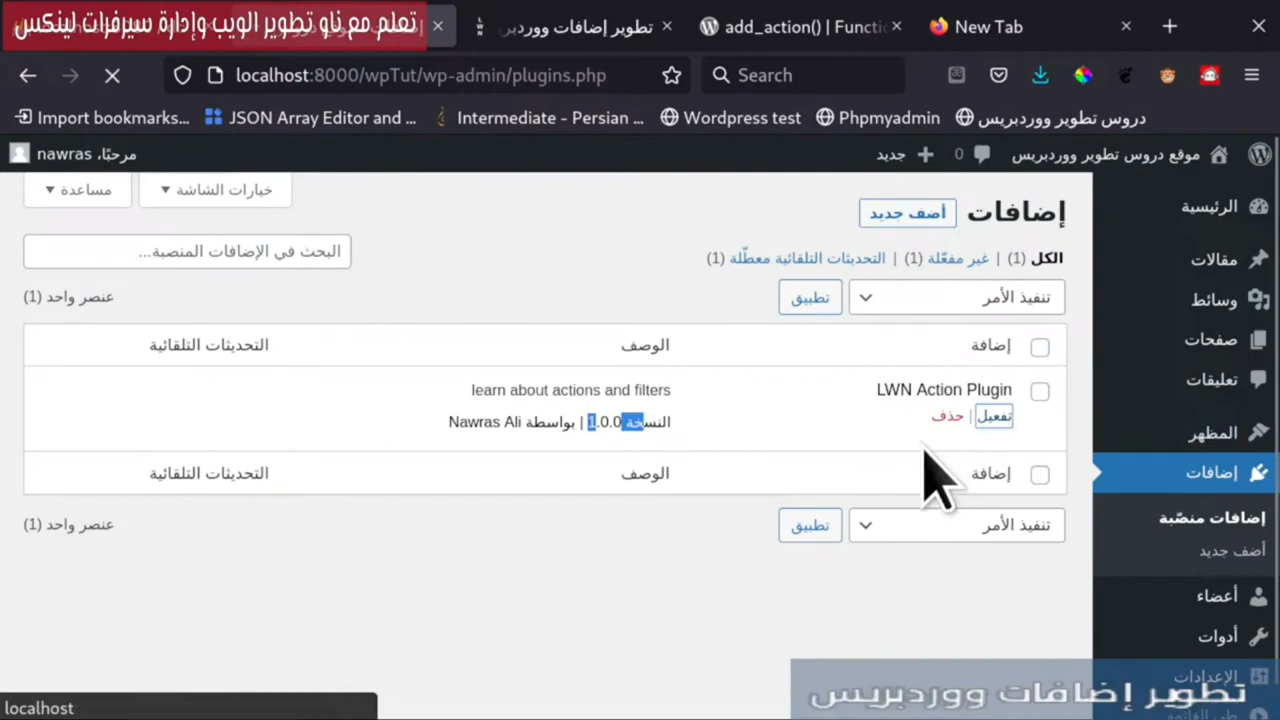 تعلم مع ناو تطوير الويب وإدارة سيرفرات لينكس
تطوير إضافات ووردبريس
add_action() | Functi
New Tab
localhost:8000/wpTut/wp-admin/plugins.php
Search
Import bookmarks...
JSON Array Editor and ...
Intermediate - Persian ...
Wordpress test
Phpmyadmin
دروس تطوير ووردبريس
موقع دروس تطوير ووردبريس
0
جديد
مرحبًا، nawras
خيارات الشاشة
مساعدة
إضافات
أضف جديد
الكل (1) | غير مفعّلة (1) | التحديثات التلقائية معطّلة (1)
البحث في الإضافات المنصبة...
تنفيذ الأمر
تطبيق
عنصر واحد (1)
إضافة
الوصف
التحديثات التلقائية
LWN Action Plugin
تفعيل | حذف
learn about actions and filters
النسخة 1.0.0 | بواسطة Nawras Ali
إضافة
الوصف
التحديثات التلقائية
تنفيذ الأمر
تطبيق
عنصر واحد (1)
الرئيسية
مقالات
وسائط
صفحات
تعليقات
المظهر
إضافات
إضافات منصّبة
أضف جديد
أعضاء
أدوات
الإعدادات
تطوير إضافات ووردبريس
localhost